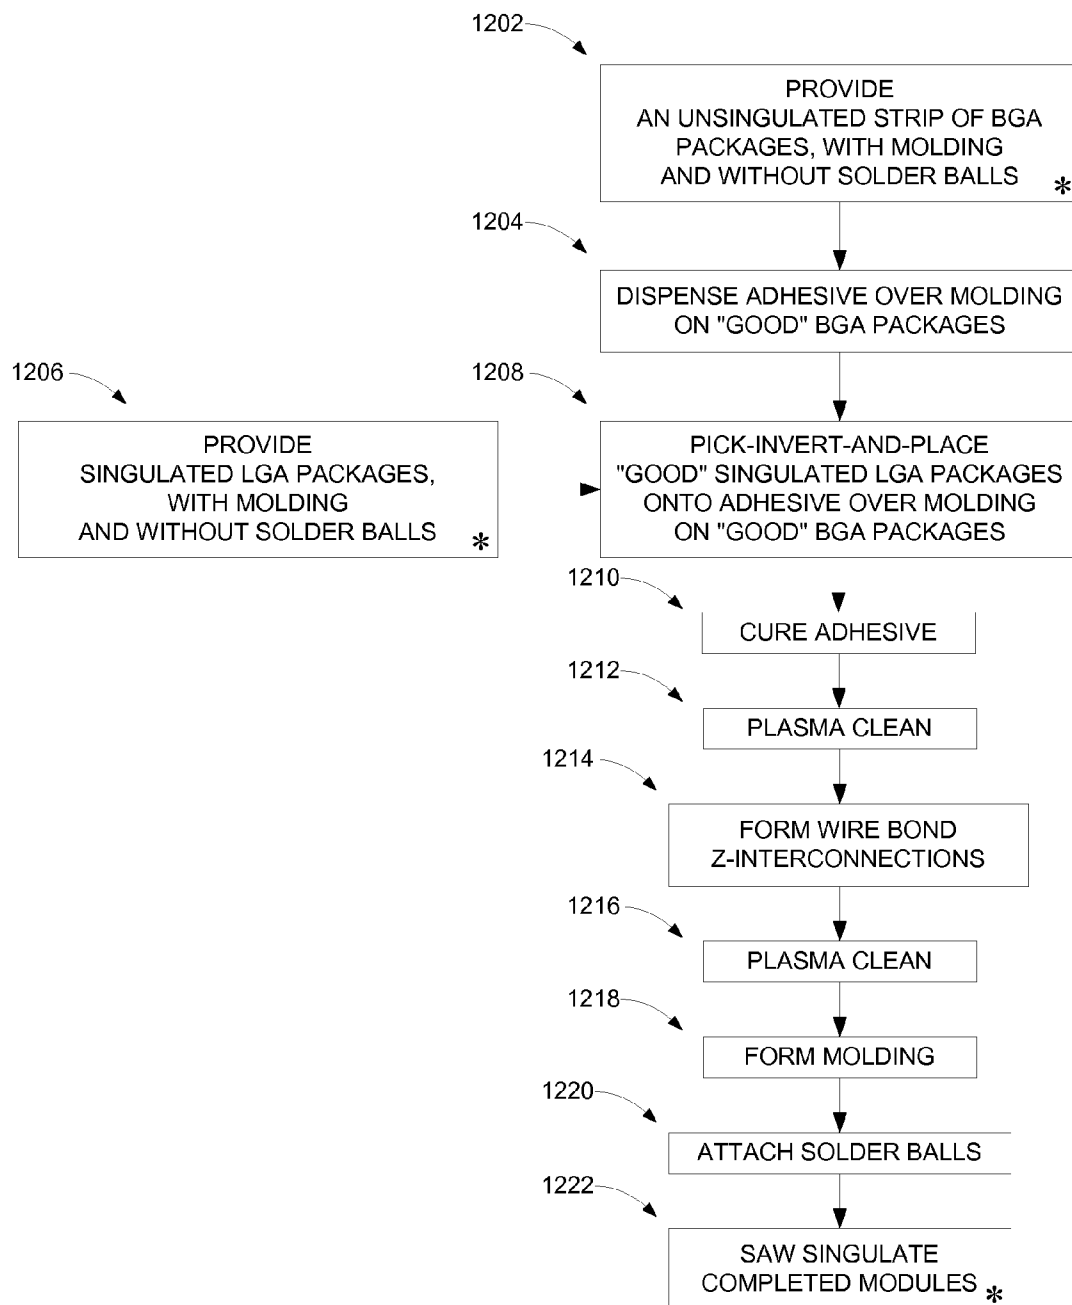 1202
PROVIDE
AN UNSINGULATED STRIP OF BGA
PACKAGES, WITH MOLDING
AND WITHOUT SOLDER BALLS
*
1204
DISPENSE ADHESIVE OVER MOLDING
ON "GOOD" BGA PACKAGES
1206
PROVIDE
SINGULATED LGA PACKAGES,
WITH MOLDING
AND WITHOUT SOLDER BALLS
*
1208
PICK-INVERT-AND-PLACE
"GOOD" SINGULATED LGA PACKAGES
ONTO ADHESIVE OVER MOLDING
ON "GOOD" BGA PACKAGES
1210
CURE ADHESIVE
1212
PLASMA CLEAN
1214
FORM WIRE BOND
Z-INTERCONNECTIONS
1216
PLASMA CLEAN
1218
FORM MOLDING
1220
ATTACH SOLDER BALLS
1222
SAW SINGULATE
COMPLETED MODULES
*